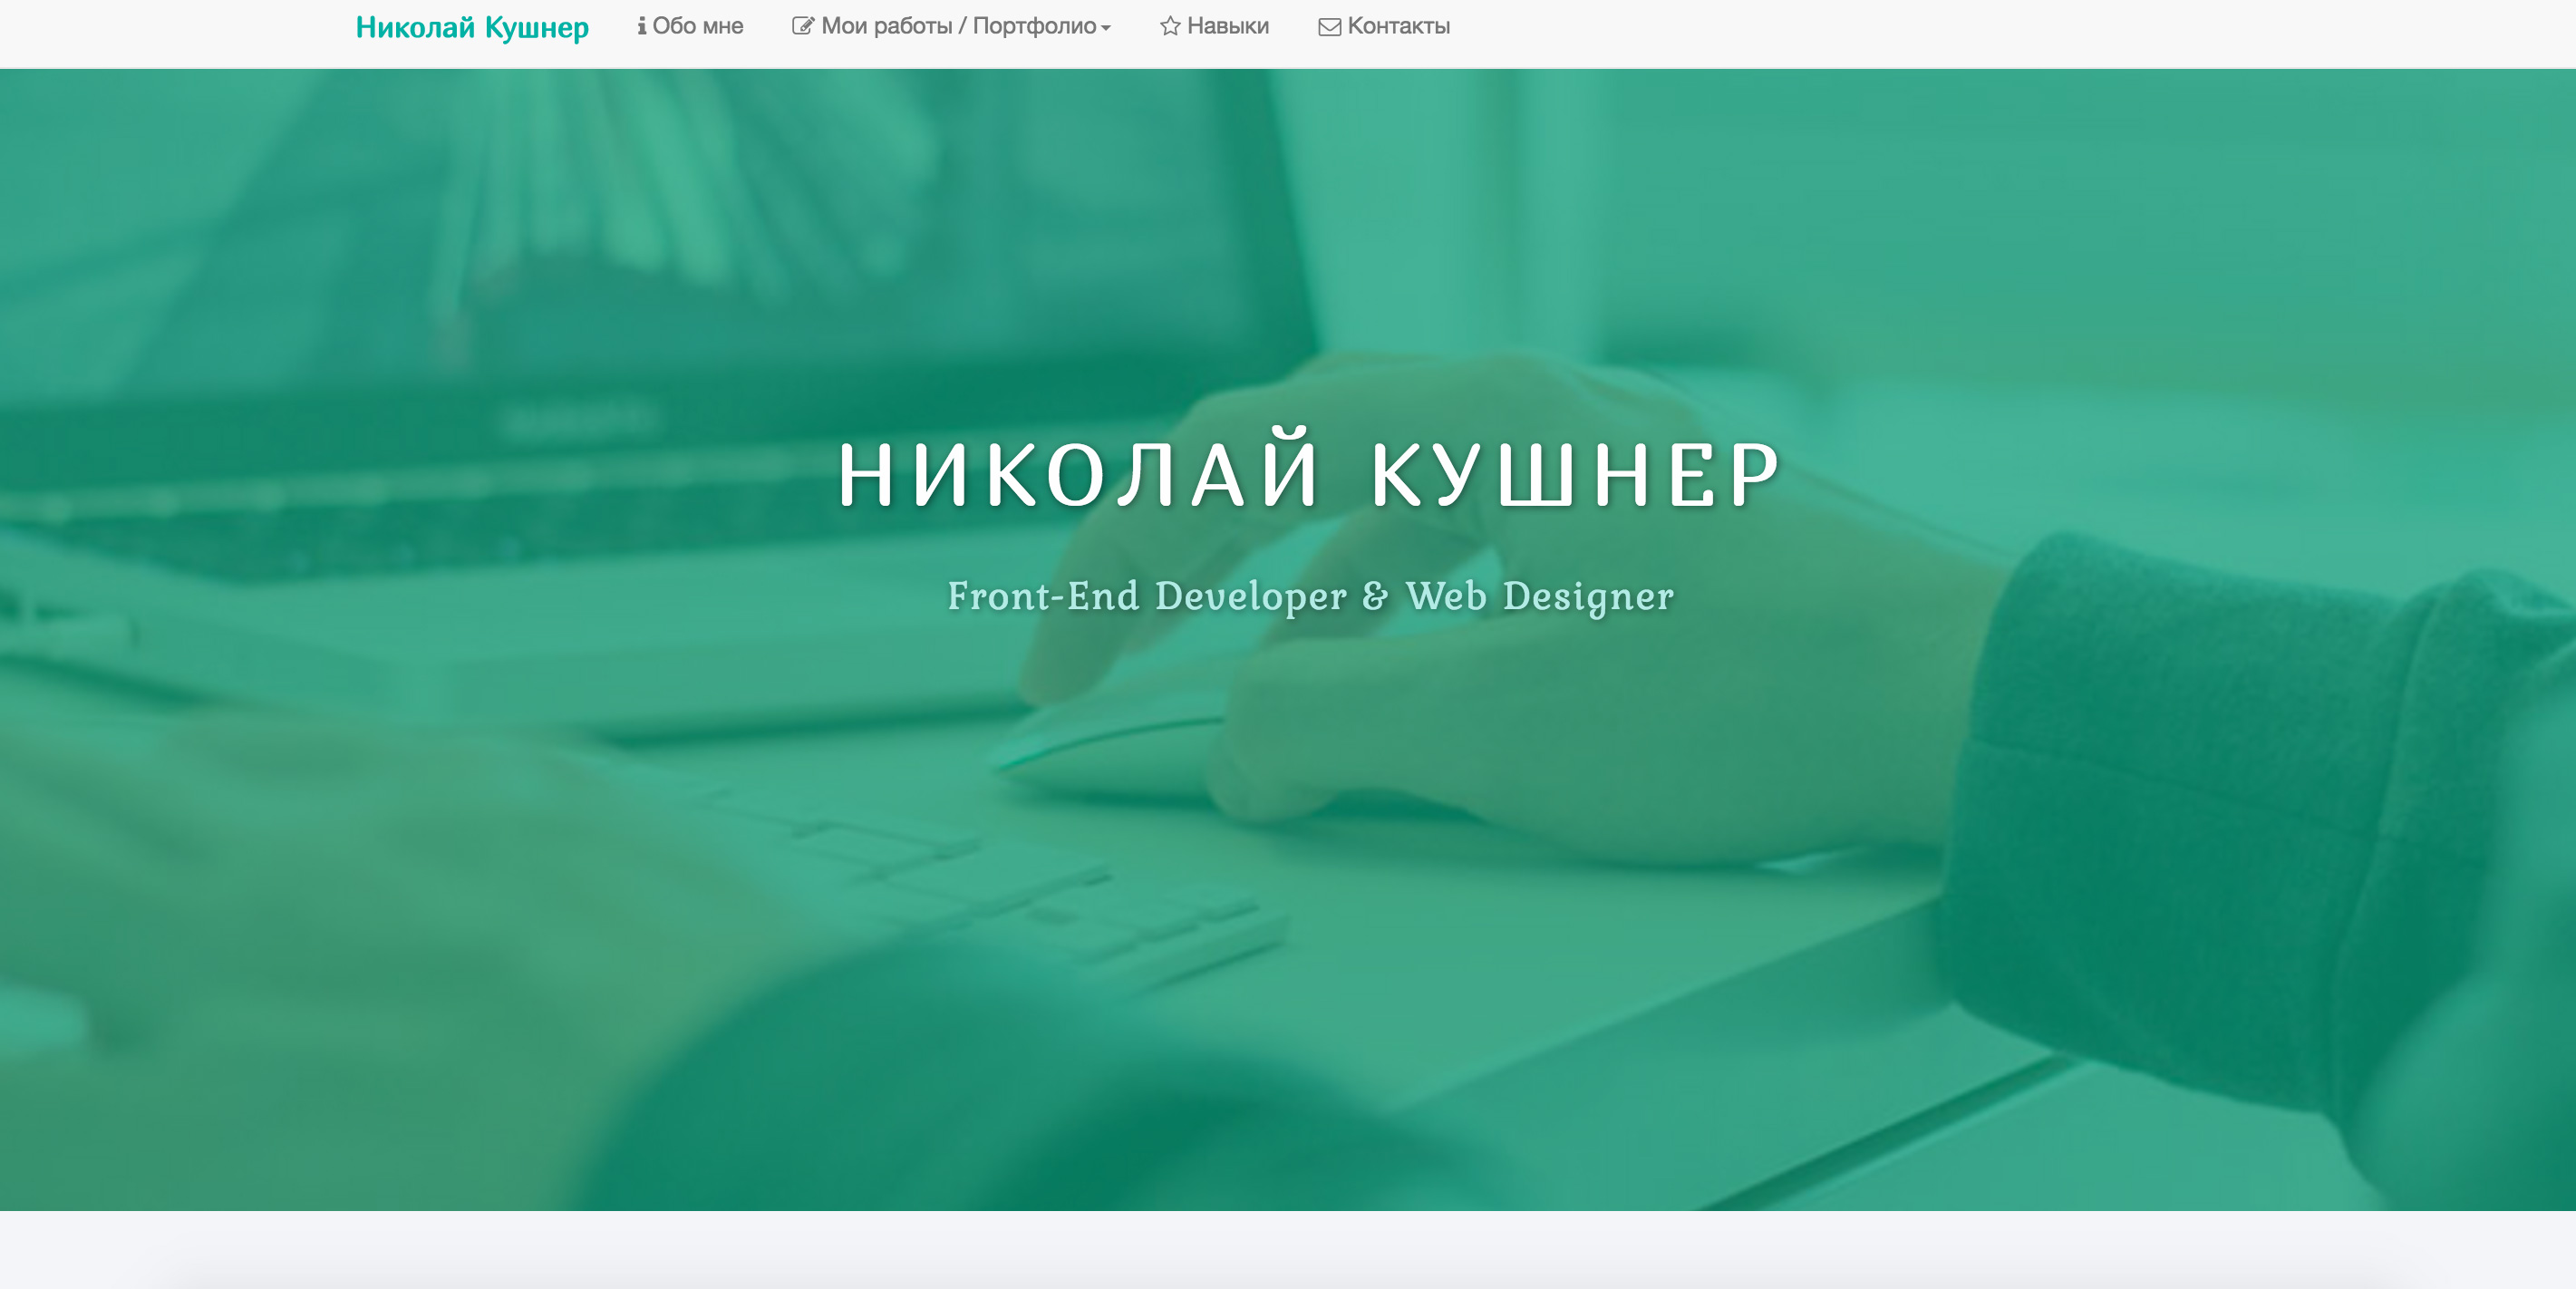 Николай Кушнер Обо мне Мои работы / Портфолио Навыки Контакты
НИКОЛАЙ КУШНЕР
Front-End Developer & Web Designer